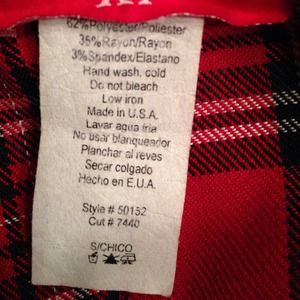 62%Polyester/Poliester
35%Rayon/Rayon
3%Spandex/Elastano
Hand wash, cold
Do not bleach
Low iron
Made in U.S.A.
Lavar agua fria
No usar blanqueador
Planchar al reves
Secar colgado
Hecho en E.U.A.
Style # 50152
Cut # 7440
S/CHICO